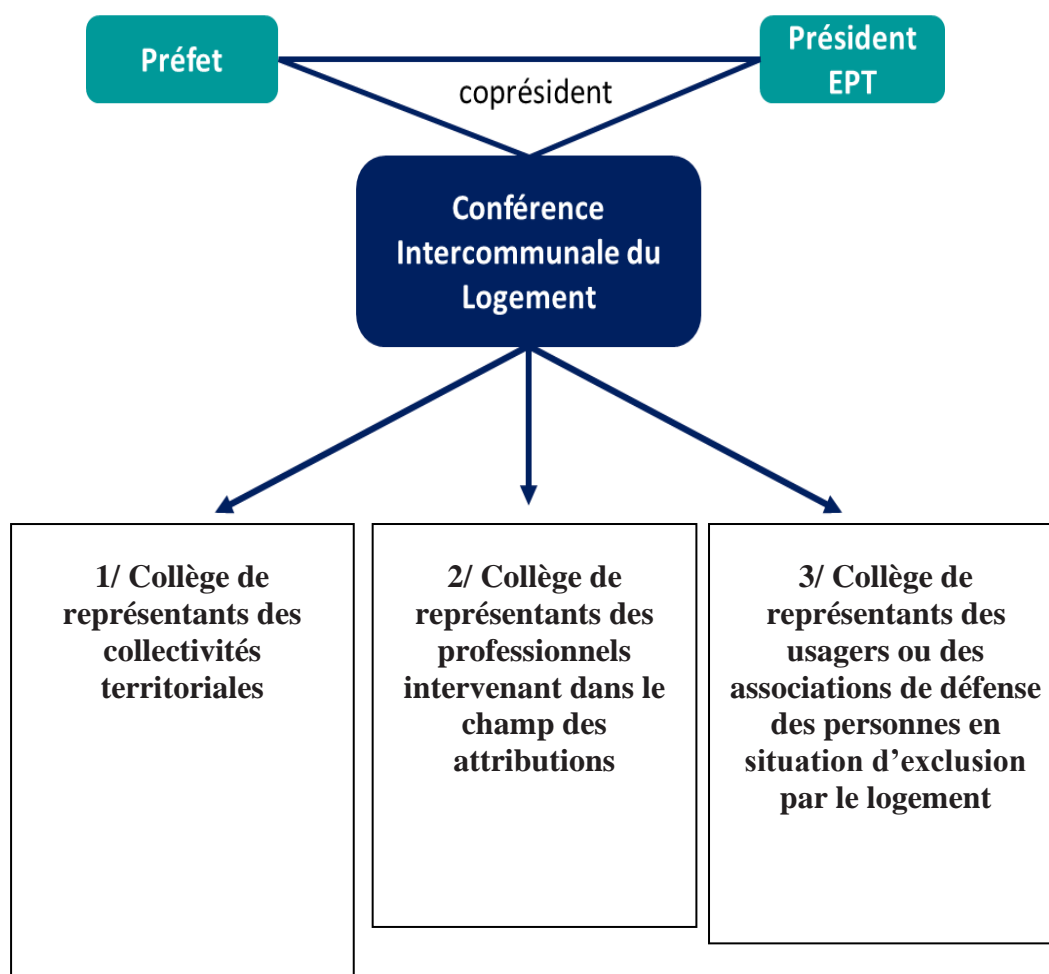 Préfet
Président
EPT
coprésident
Conférence
Intercommunale du
Logement
1/ Collège de
représentants des
collectivités
territoriales
2/ Collège de
représentants des
professionnels
intervenant dans le
champ des
attributions
3/ Collège de
représentants des
usagers ou des
associations de défense
des personnes en
situation d’exclusion
par le logement